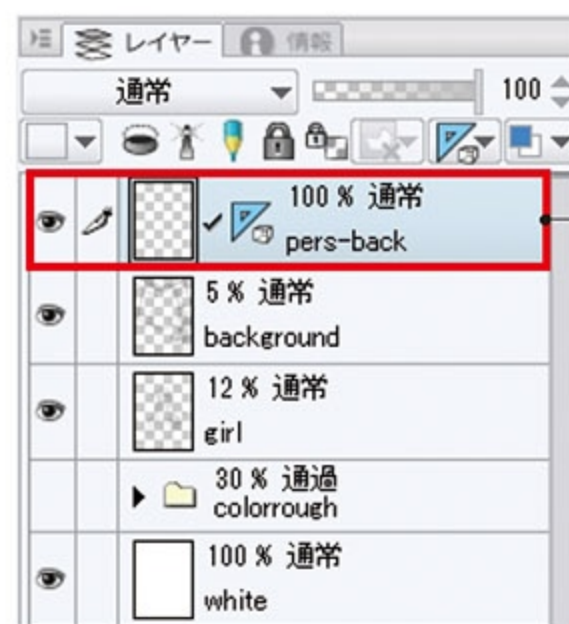 レイヤー 情報
通常 100
100 % 通常
pers-back
5 % 通常
background
12 % 通常
girl
30 % 通過
colorrough
100 % 通常
white